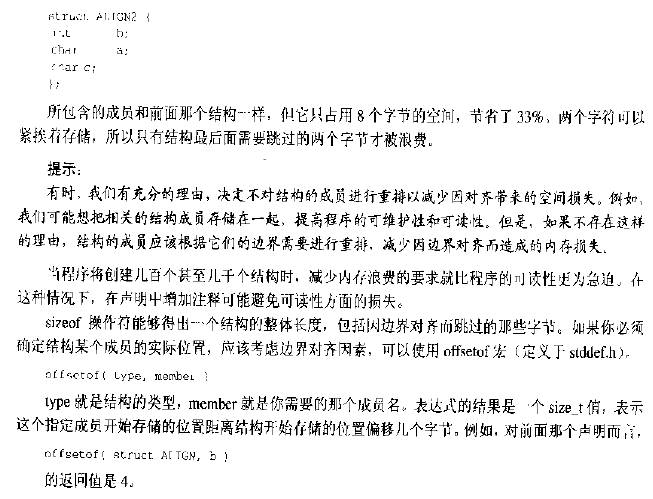 struct ALIGN2 {
int b;
char a;
char c;
};
所包含的成员和前面那个结构一样，但它只占用8个字节的空间，节省了33%。两个字符可以
紧挨着存储，所以只有结构最后面需要跳过的两个字节才被浪费。
提示：
有时，我们有充分的理由，决定不对结构的成员进行重排以减少因对齐带来的空间损失。例如，
我们可能想把相关的结构成员存储在一起，提高程序的可维护性和可读性。但是，如果不存在这样
的理由，结构的成员应该根据它们的边界需要进行重排，减少因边界对齐而造成的内存损失。
当程序将创建几百个甚至几千个结构时，减少内存浪费的要求就比程序的可读性更为急迫。在
这种情况下，在声明中增加注释可能避免可读性方面的损失。
sizeof 操作符能够得出一个结构的整体长度，包括因边界对齐而跳过的那些字节。如果你必须
确定结构某个成员的实际位置，应该考虑边界对齐因素，可以使用 offsetof 宏（定义于 stddef.h）。
offsetof( type, member )
type 就是结构的类型，member 就是你需要的那个成员名。表达式的结果是一个 size_t 值，表示
这个指定成员开始存储的位置距离结构开始存储的位置偏移几个字节。例如，对前面那个声明而言，
offsetof( struct ALIGN, b )
的返回值是 4。